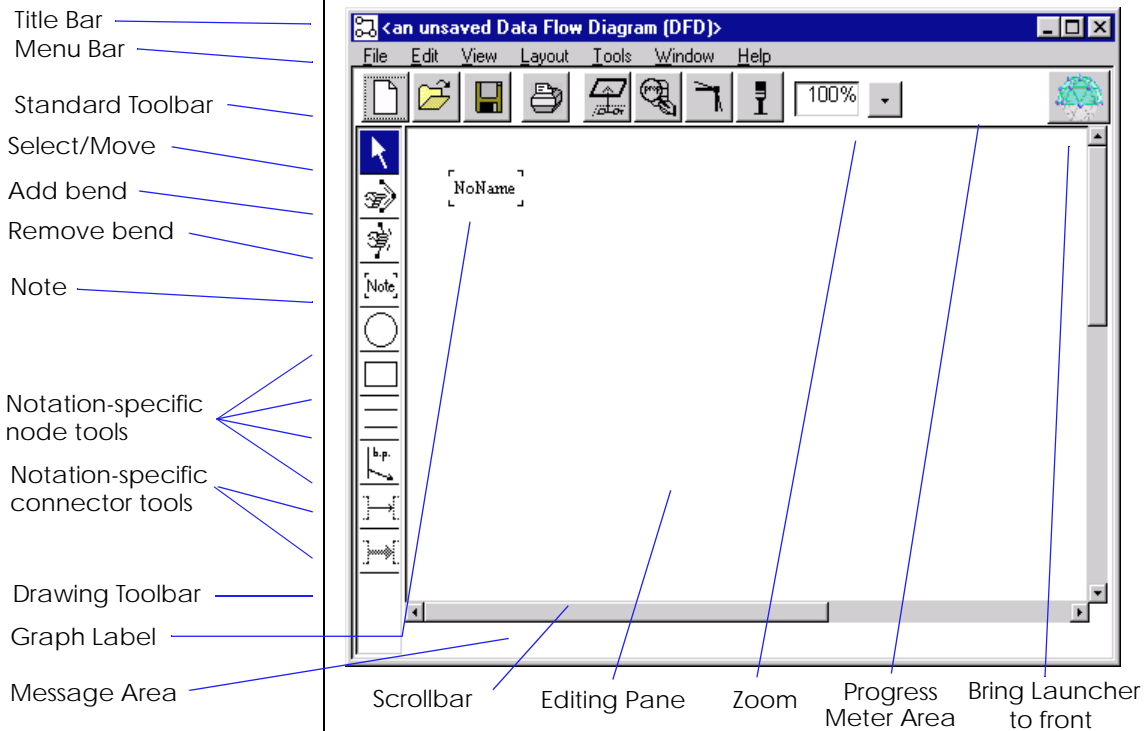 Title Bar
Menu Bar
Standard Toolbar
Select/Move
Add bend
Remove bend
Note
Notation-specific
node tools
Notation-specific
connector tools
Drawing Toolbar
Graph Label
Message Area
<an unsaved Data Flow Diagram (DFD)>
File Edit View Layout Tools Window Help
prop
100%
NoName
Note
b.p.
Scrollbar
Editing Pane
Zoom
Progress
Meter Area
Bring Launcher
to front